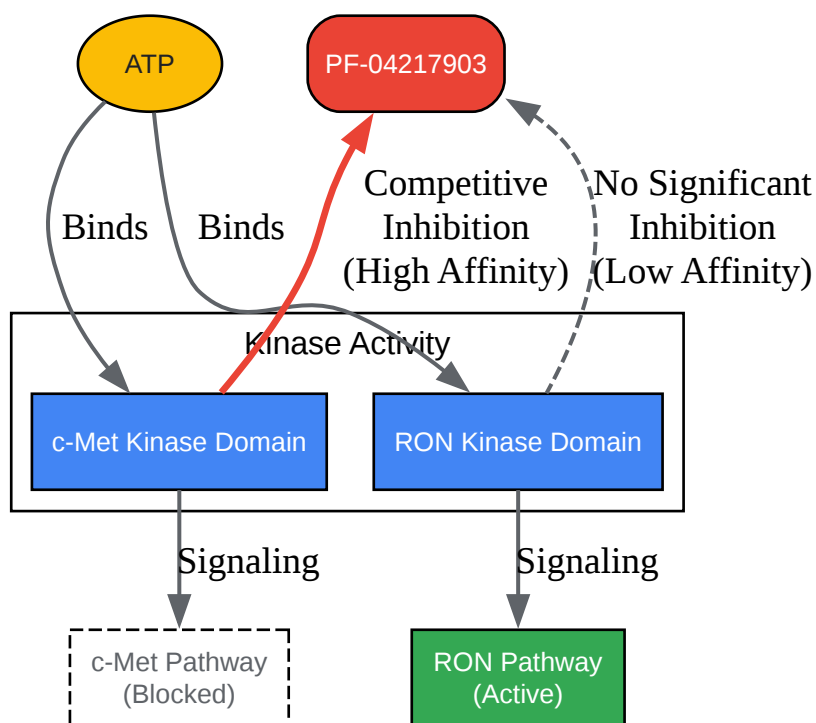 ATP
PF-04217903
Binds
Binds
Competitive
Inhibition
(High Affinity)
No Significant
Inhibition
(Low Affinity)
Kinase Activity
c-Met Kinase Domain
RON Kinase Domain
Signaling
Signaling
c-Met Pathway
(Blocked)
RON Pathway
(Active)